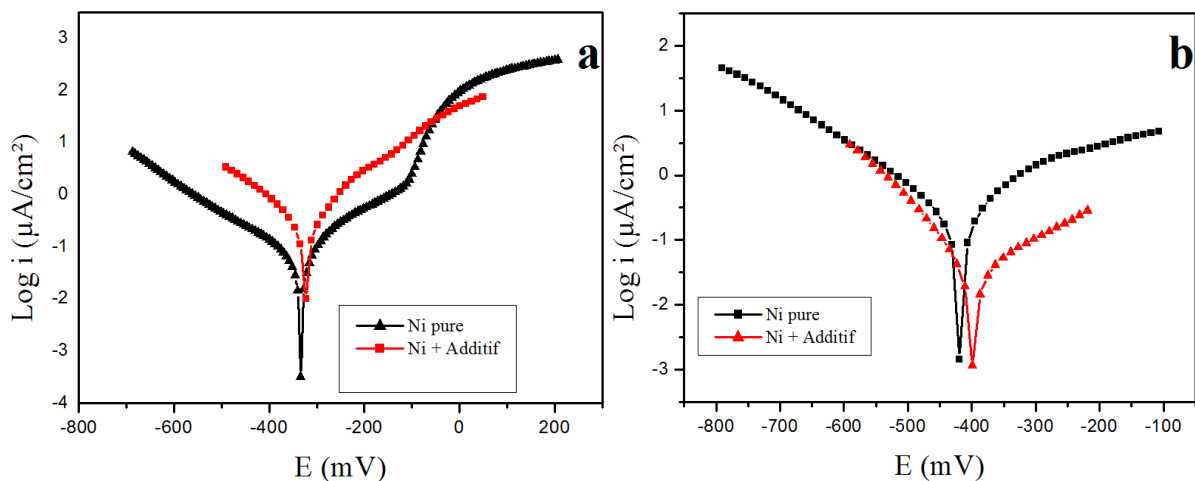 a
Log i (µA/cm²)
3
2
1
0
-1
-2
-3
-4
-800
-600
-400
-200
0
200
E (mV)
Ni pure
Ni + Additif
b
Log i (µA/cm²)
2
1
0
-1
-2
-3
-800
-700
-600
-500
-400
-300
-200
-100
E (mV)
Ni pure
Ni + Additif